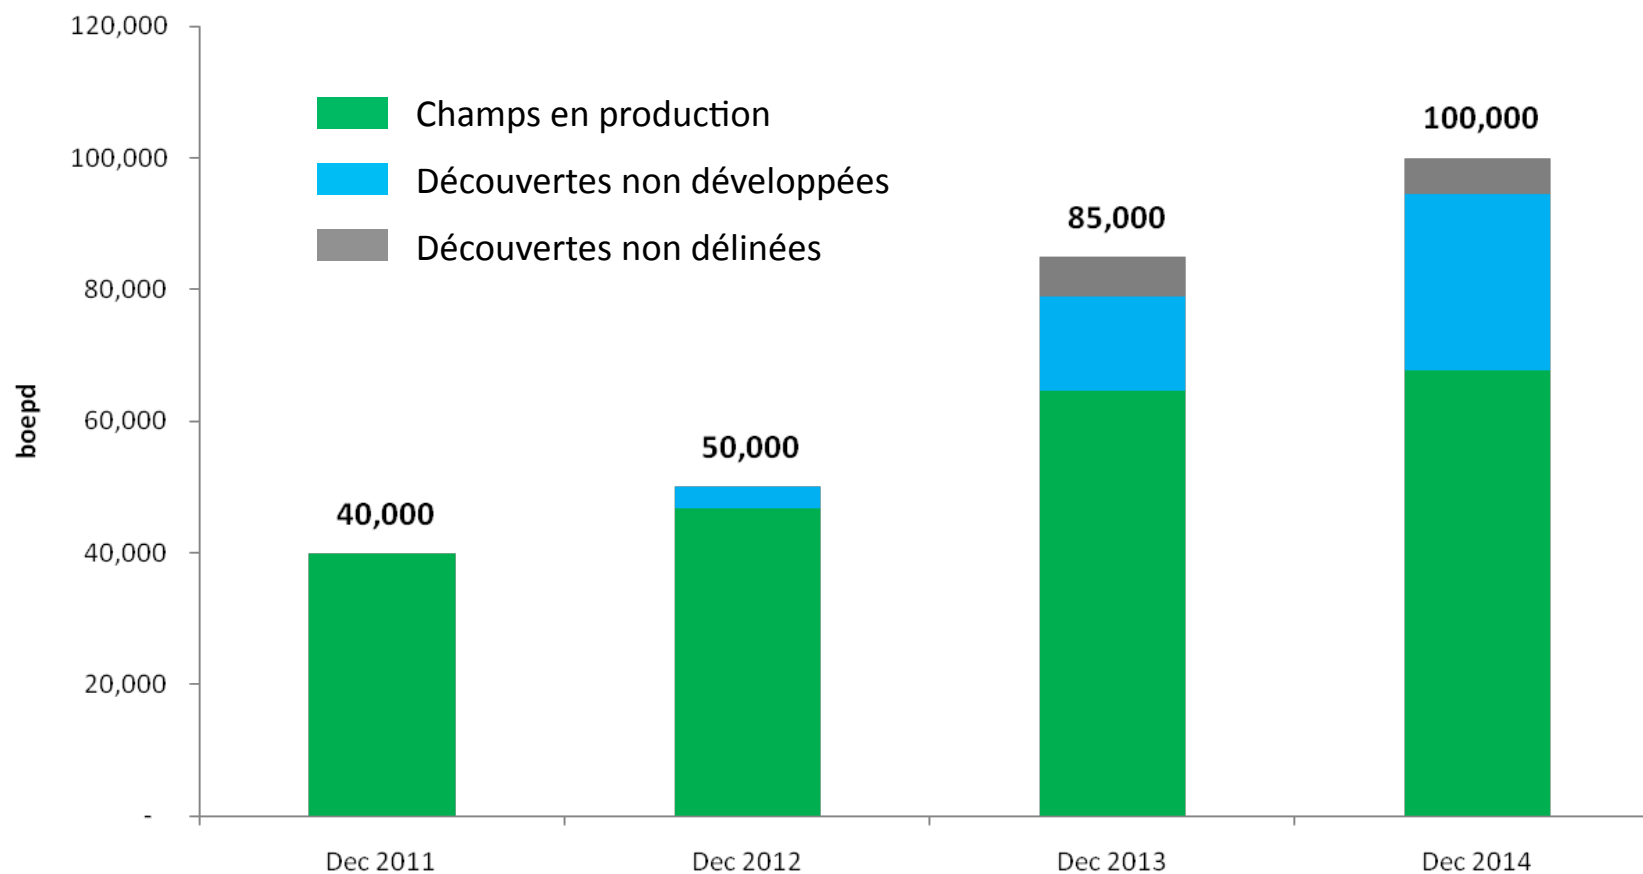 120,000
Champs en production
100,000
100,000
Découvertes non développées
85,000
Découvertes non délinées
80,000
boepd
60,000
50,000
40,000
40,000
20,000
-
Dec 2011
Dec 2012
Dec 2013
Dec 2014